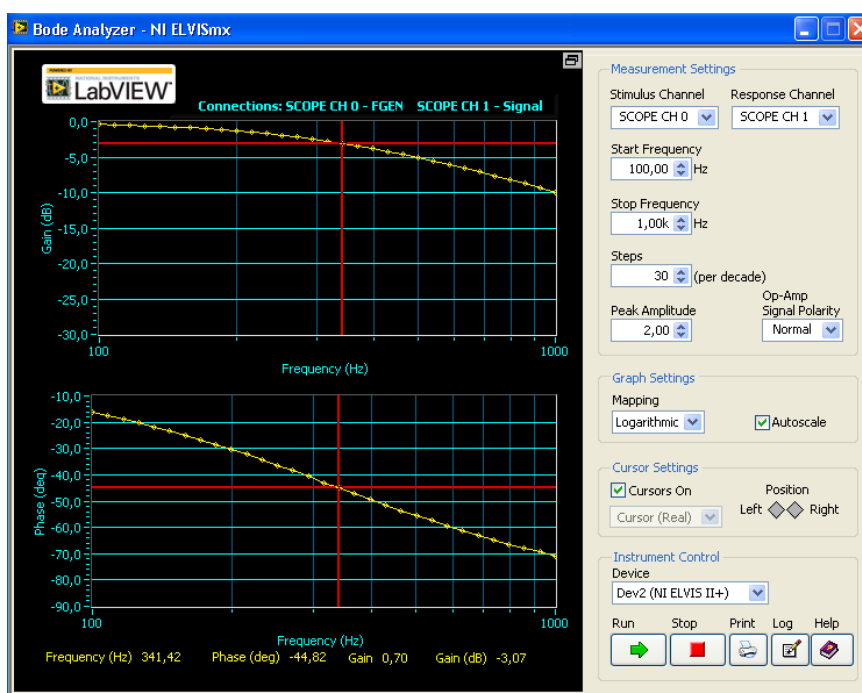 Bode Analyzer - NI ELVISmx
POWERED BY
NATIONAL INSTRUMENTS
LabVIEW™
Connections: SCOPE CH 0 - FGEN SCOPE CH 1 - Signal
0,0
-5,0
-10,0
-15,0
-20,0
-25,0
-30,0
Gain (dB)
100
1000
Frequency (Hz)
-10,0
-20,0
-30,0
-40,0
-50,0
-60,0
-70,0
-80,0
-90,0
Phase (deg)
100
1000
Frequency (Hz)
Frequency (Hz) 341,42 Phase (deg) -44,82 Gain 0,70 Gain (dB) -3,07
Measurement Settings
Stimulus Channel Response Channel
SCOPE CH 0 SCOPE CH 1
Start Frequency
100,00 Hz
Stop Frequency
1,00k Hz
Steps
30 (per decade)
Op-Amp
Peak Amplitude Signal Polarity
2,00 Normal
Graph Settings
Mapping
Logarithmic Autoscale
Cursor Settings
Cursors On Position
Cursor (Real) Left Right
Instrument Control
Device
Dev2 (NI ELVIS II+)
Run Stop Print Log Help